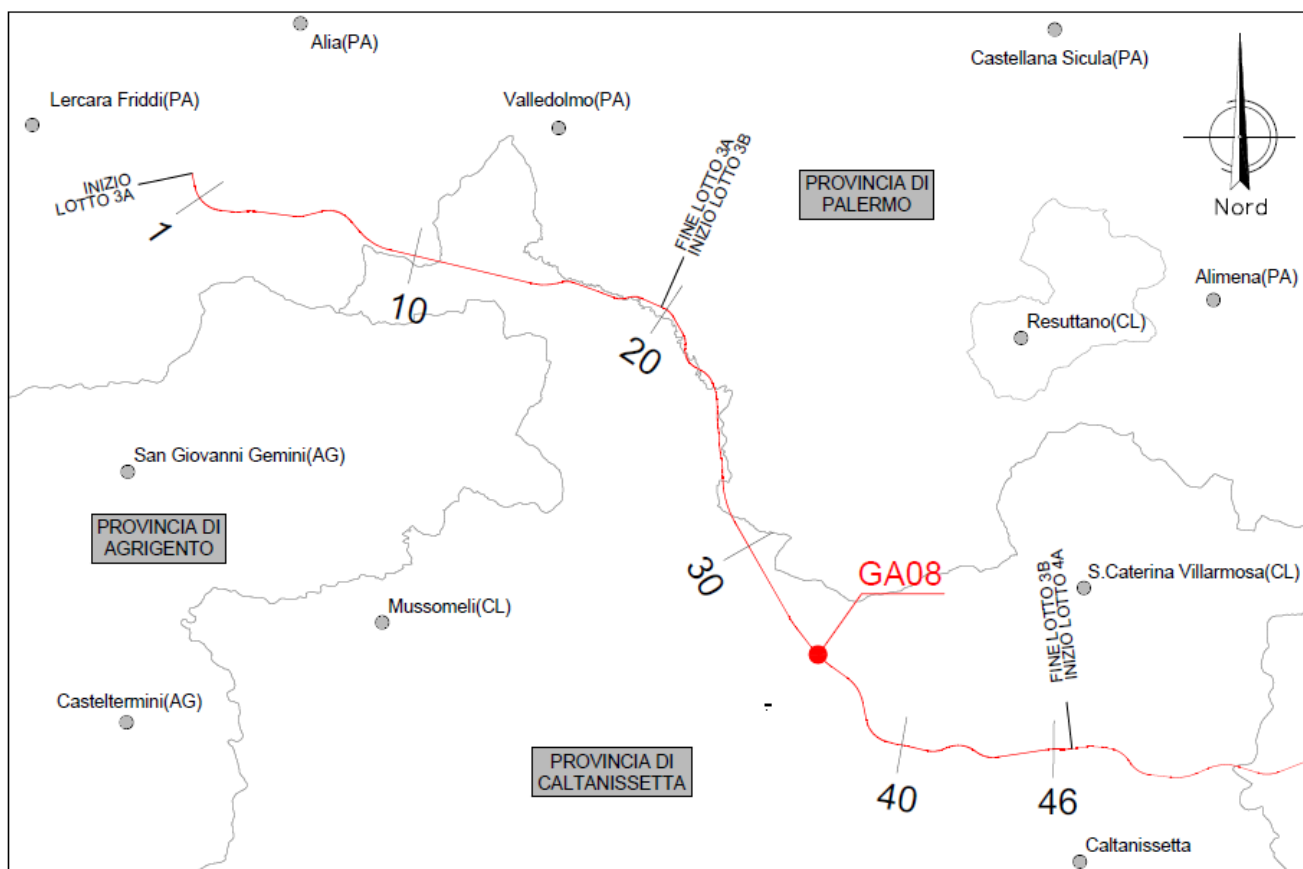 Alia(PA)
Castellana Sicula(PA)
Lercara Friddi(PA)
Valledolmo(PA)
INIZIO
LOTTO 3A
FINE LOTTO 3A
INIZIO LOTTO 3B
PROVINCIA DI
PALERMO
Nord
1
10
20
Alimena(PA)
Resuttano(CL)
San Giovanni Gemini(AG)
PROVINCIA DI
AGRIGENTO
30
GA08
FINE LOTTO 3B
INIZIO LOTTO 4A
S.Caterina Villarmosa(CL)
Mussomeli(CL)
Casteltermini(AG)
PROVINCIA DI
CALTANISSETTA
40
46
Caltanissetta